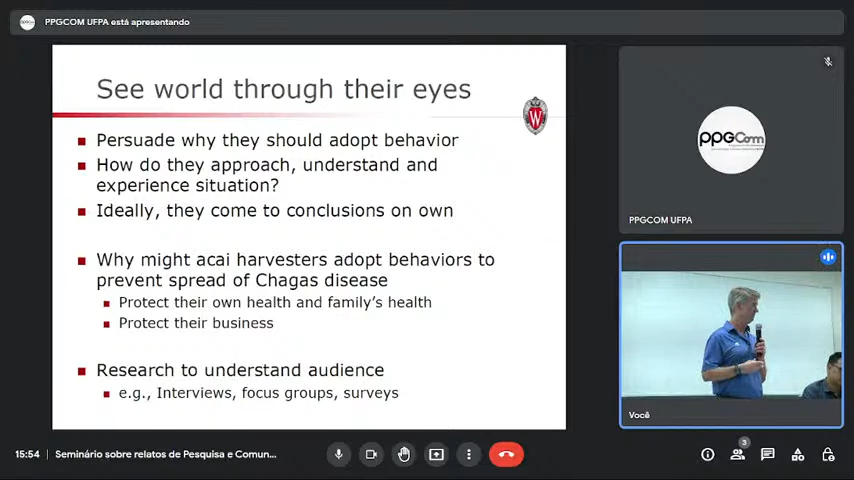 PPGCOM UFPA está apresentando
See world through their eyes
W
Persuade why they should adopt behavior
How do they approach, understand and
experience situation?
Ideally, they come to conclusions on own
Why might acai harvesters adopt behaviors to
prevent spread of Chagas disease
Protect their own health and family's health
Protect their business
Research to understand audience
e.g., Interviews, focus groups, surveys
PPGCom
PPGCOM UFPA
Você
15:54 Seminário sobre relatos de Pesquisa e Comun...
3